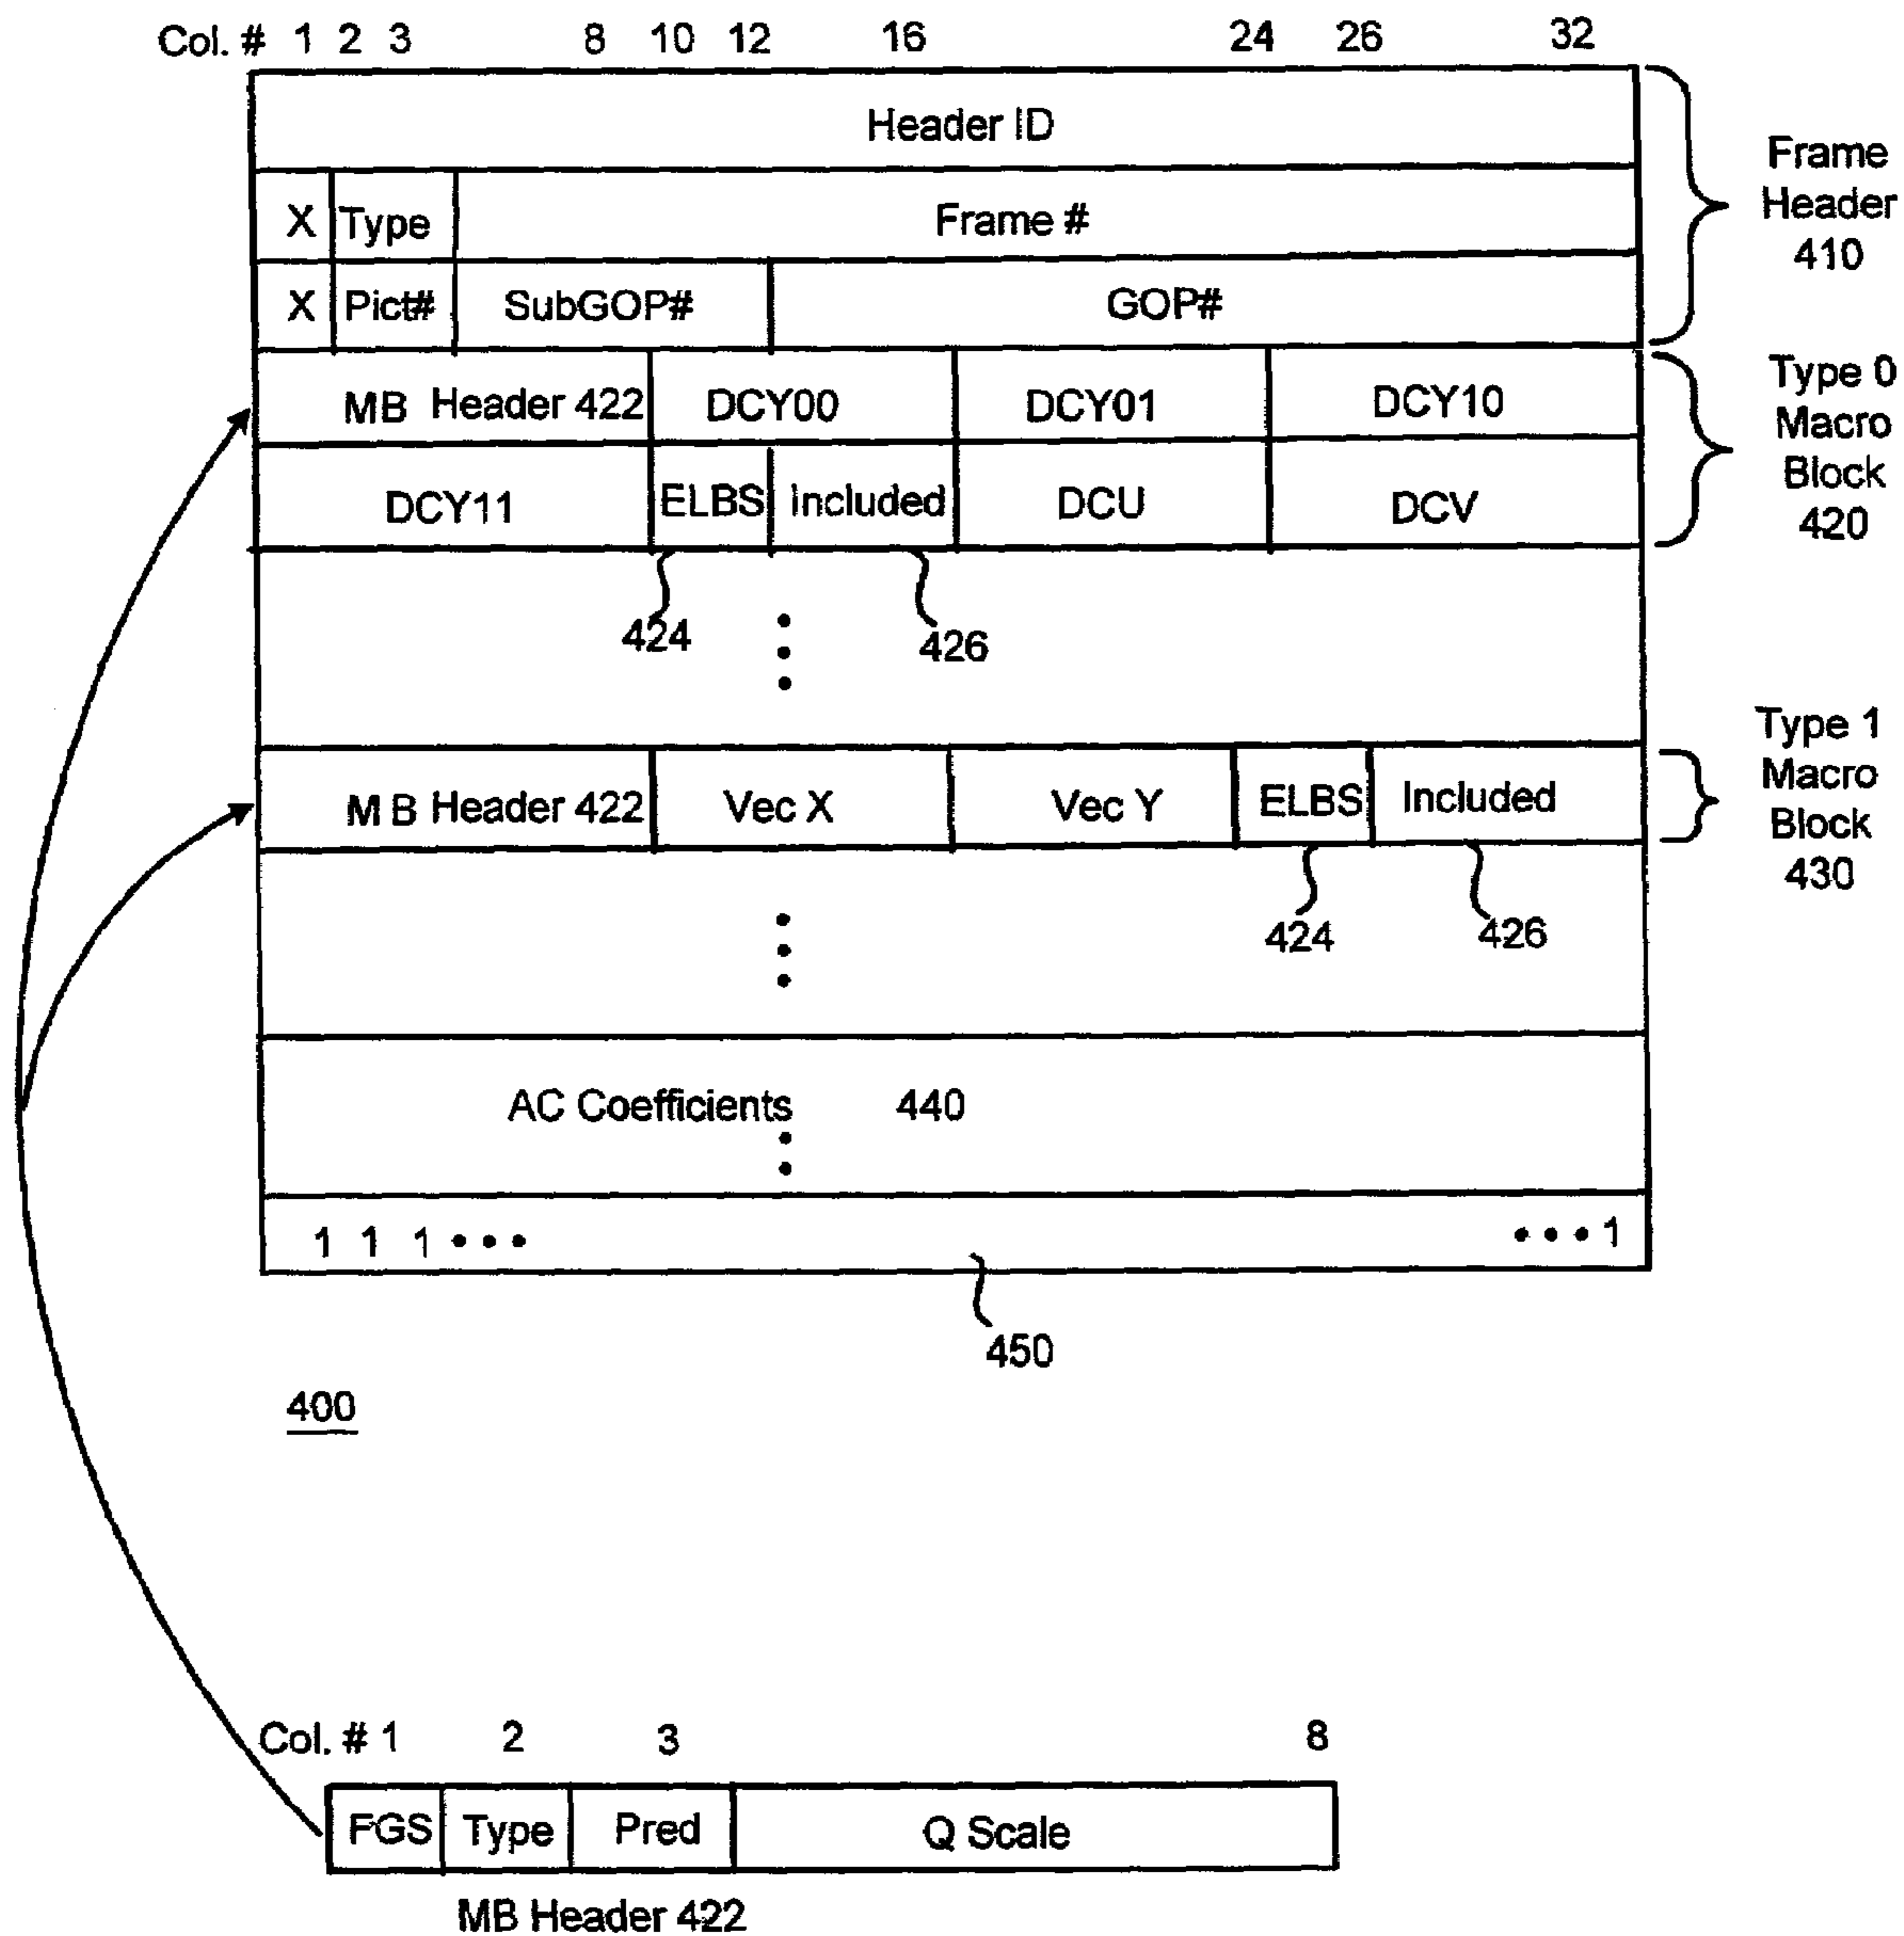 Col. # 1 2 3 8 10 12 16 24 26 32
Header ID
Frame
Header
410
X Type Frame #
X Pict# SubGOP# GOP#
MB Header 422 DCY00 DCY01 DCY10
Type 0
Macro
Block
420
DCY11 ELBS Included DCU DCV
424 426
Type 1
Macro
Block
430
M B Header 422 Vec X Vec Y ELBS Included
424 426
AC Coefficients 440
1 1 1 • • • • • • 1
450
400
Col. # 1 2 3 8
FGS Type Pred Q Scale
MB Header 422